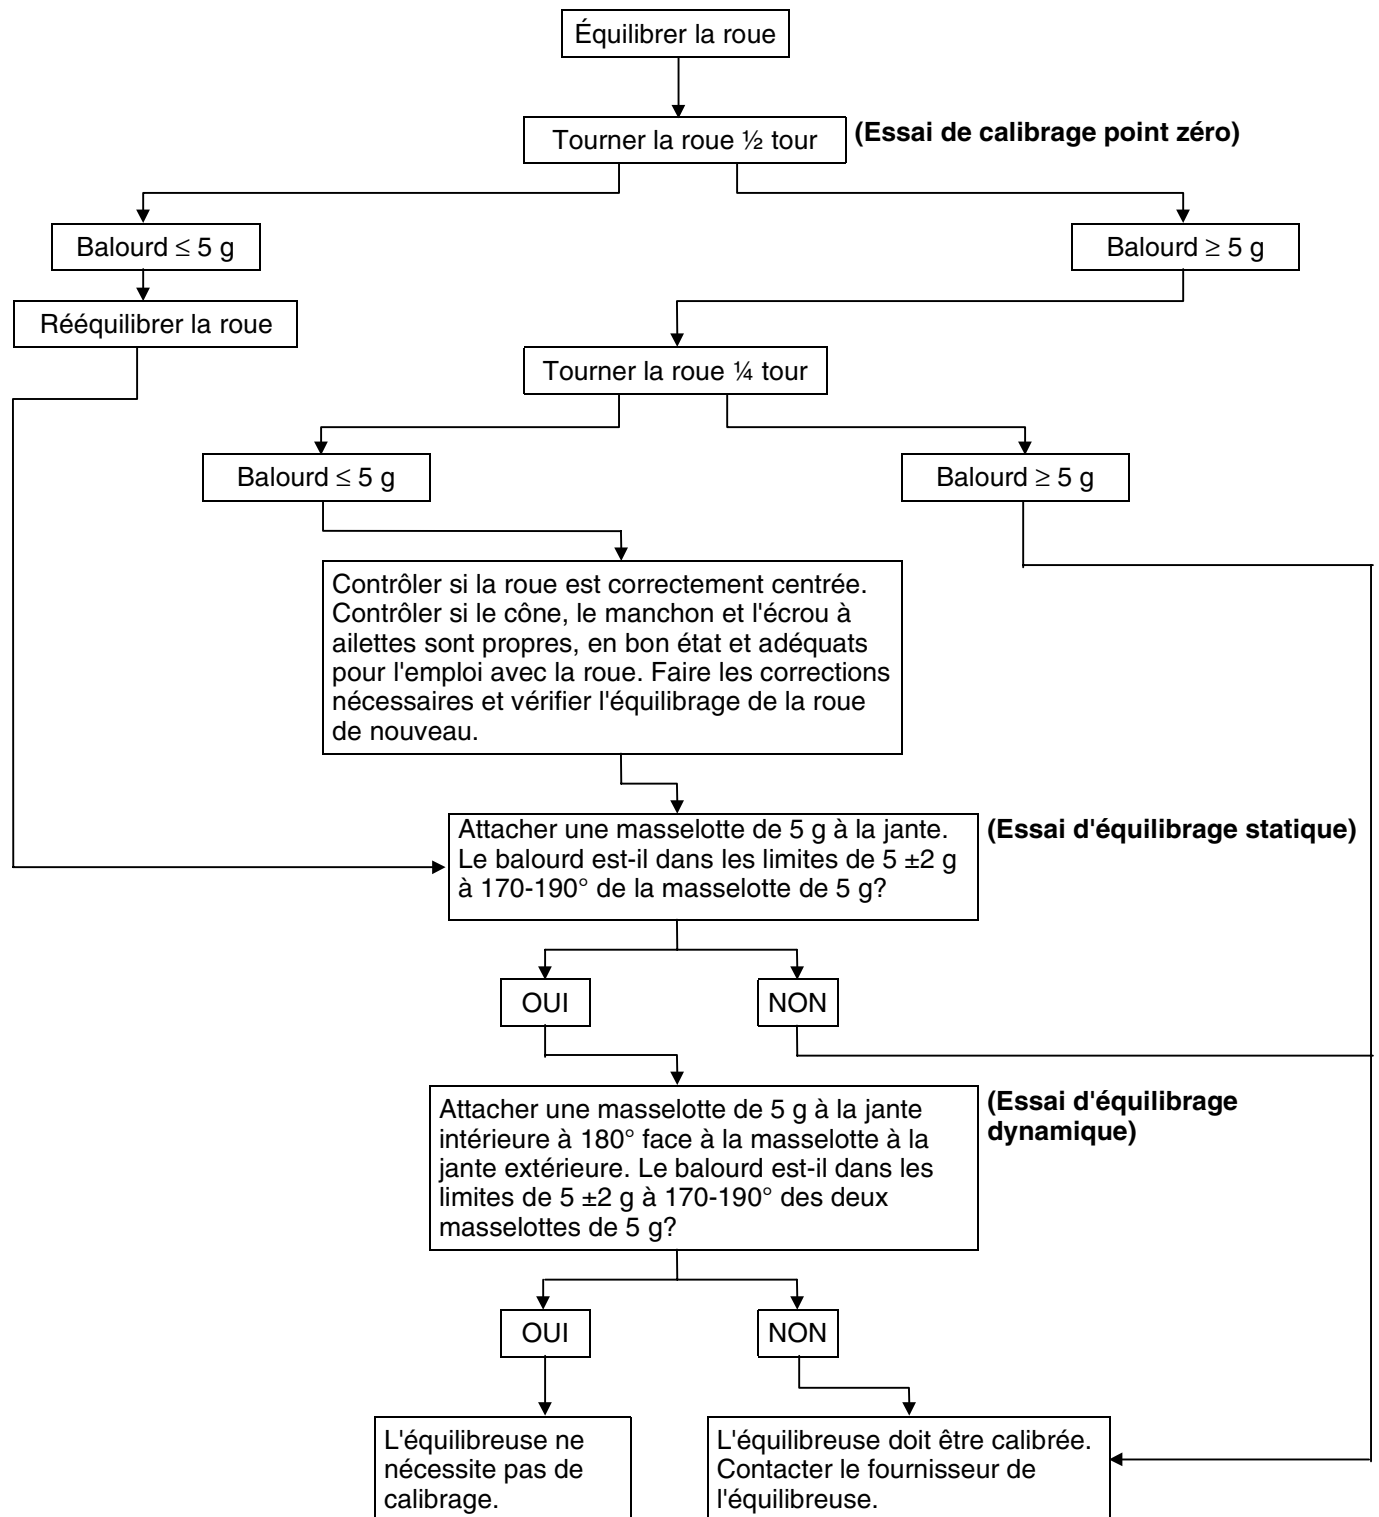 Équilibrer la roue
Tourner la roue ½ tour
(Essai de calibrage point zéro)
Balourd ≤ 5 g
Balourd ≥ 5 g
Rééquilibrer la roue
Tourner la roue ¼ tour
Balourd ≤ 5 g
Balourd ≥ 5 g
Contrôler si la roue est correctement centrée.
Contrôler si le cône, le manchon et l'écrou à
ailettes sont propres, en bon état et adéquats
pour l'emploi avec la roue. Faire les corrections
nécessaires et vérifier l'équilibrage de la roue
de nouveau.
Attacher une masselotte de 5 g à la jante.
Le balourd est-il dans les limites de 5 ±2 g
à 170-190° de la masselotte de 5 g?
(Essai d'équilibrage statique)
OUI
NON
Attacher une masselotte de 5 g à la jante
intérieure à 180° face à la masselotte à la
jante extérieure. Le balourd est-il dans les
limites de 5 ±2 g à 170-190° des deux
masselottes de 5 g?
(Essai d'équilibrage
dynamique)
OUI
NON
L'équilibreuse ne
nécessite pas de
calibrage.
L'équilibreuse doit être calibrée.
Contacter le fournisseur de
l'équilibreuse.